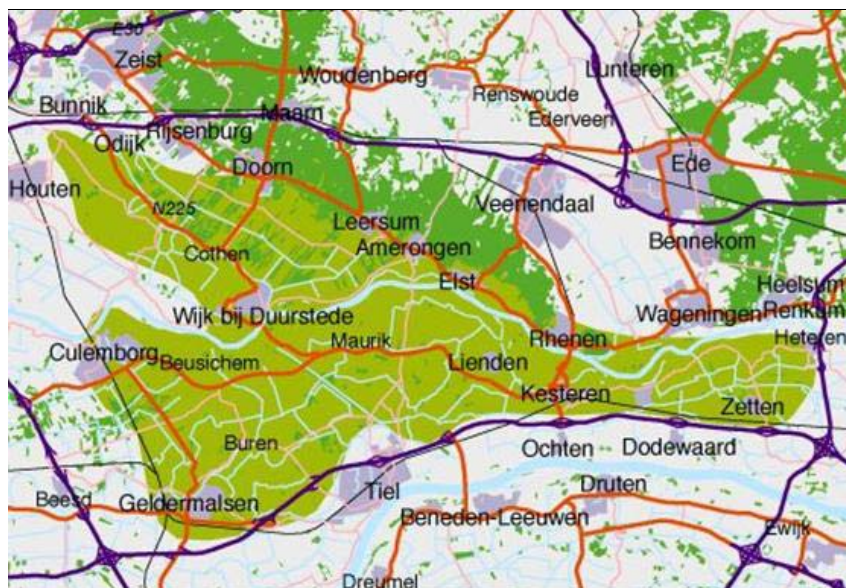 E30
Zeist
Woudenberg
Lunteren
Renswoude
Ederveen
Bunnik
Maarn
Odijk
Rijsenburg
Doorn
Ede
Houten
N225
Leersum
Veenendaal
Amerongen
Bennekom
Cothen
Elst
Heelsum
Wijk bij Duurstede
Wageningen
Renkum
Maurik
Rhenen
Heteren
Culemborg
Beusichem
Lienden
Kesteren
Zetten
Buren
Ochten
Dodewaard
Beesd
Geldermalsen
Tiel
Druten
Beneden-Leeuwen
Ewijk
Dreumel